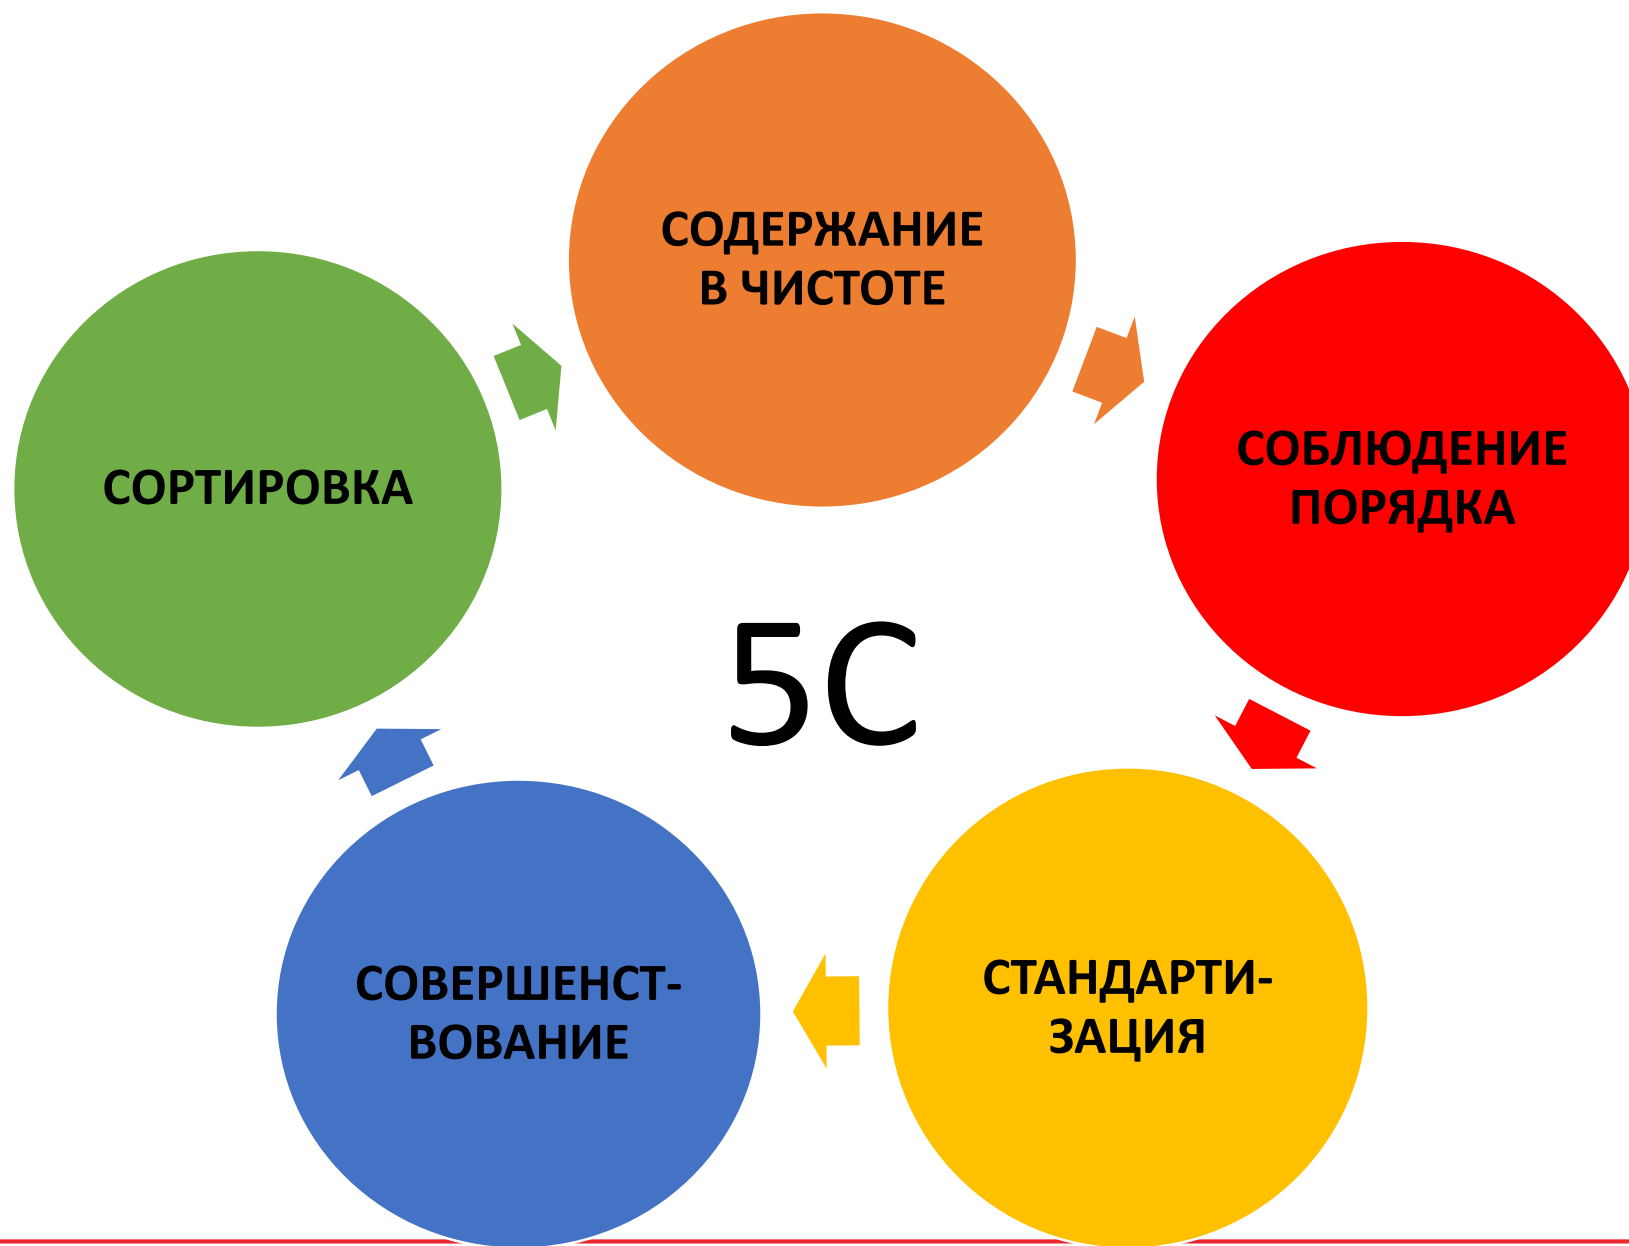 СОДЕРЖАНИЕ
В ЧИСТОТЕ
СОБЛЮДЕНИЕ
ПОРЯДКА
СОРТИРОВКА
5С
СТАНДАРТИ-
ЗАЦИЯ
СОВЕРШЕНСТ-
ВОВАНИЕ